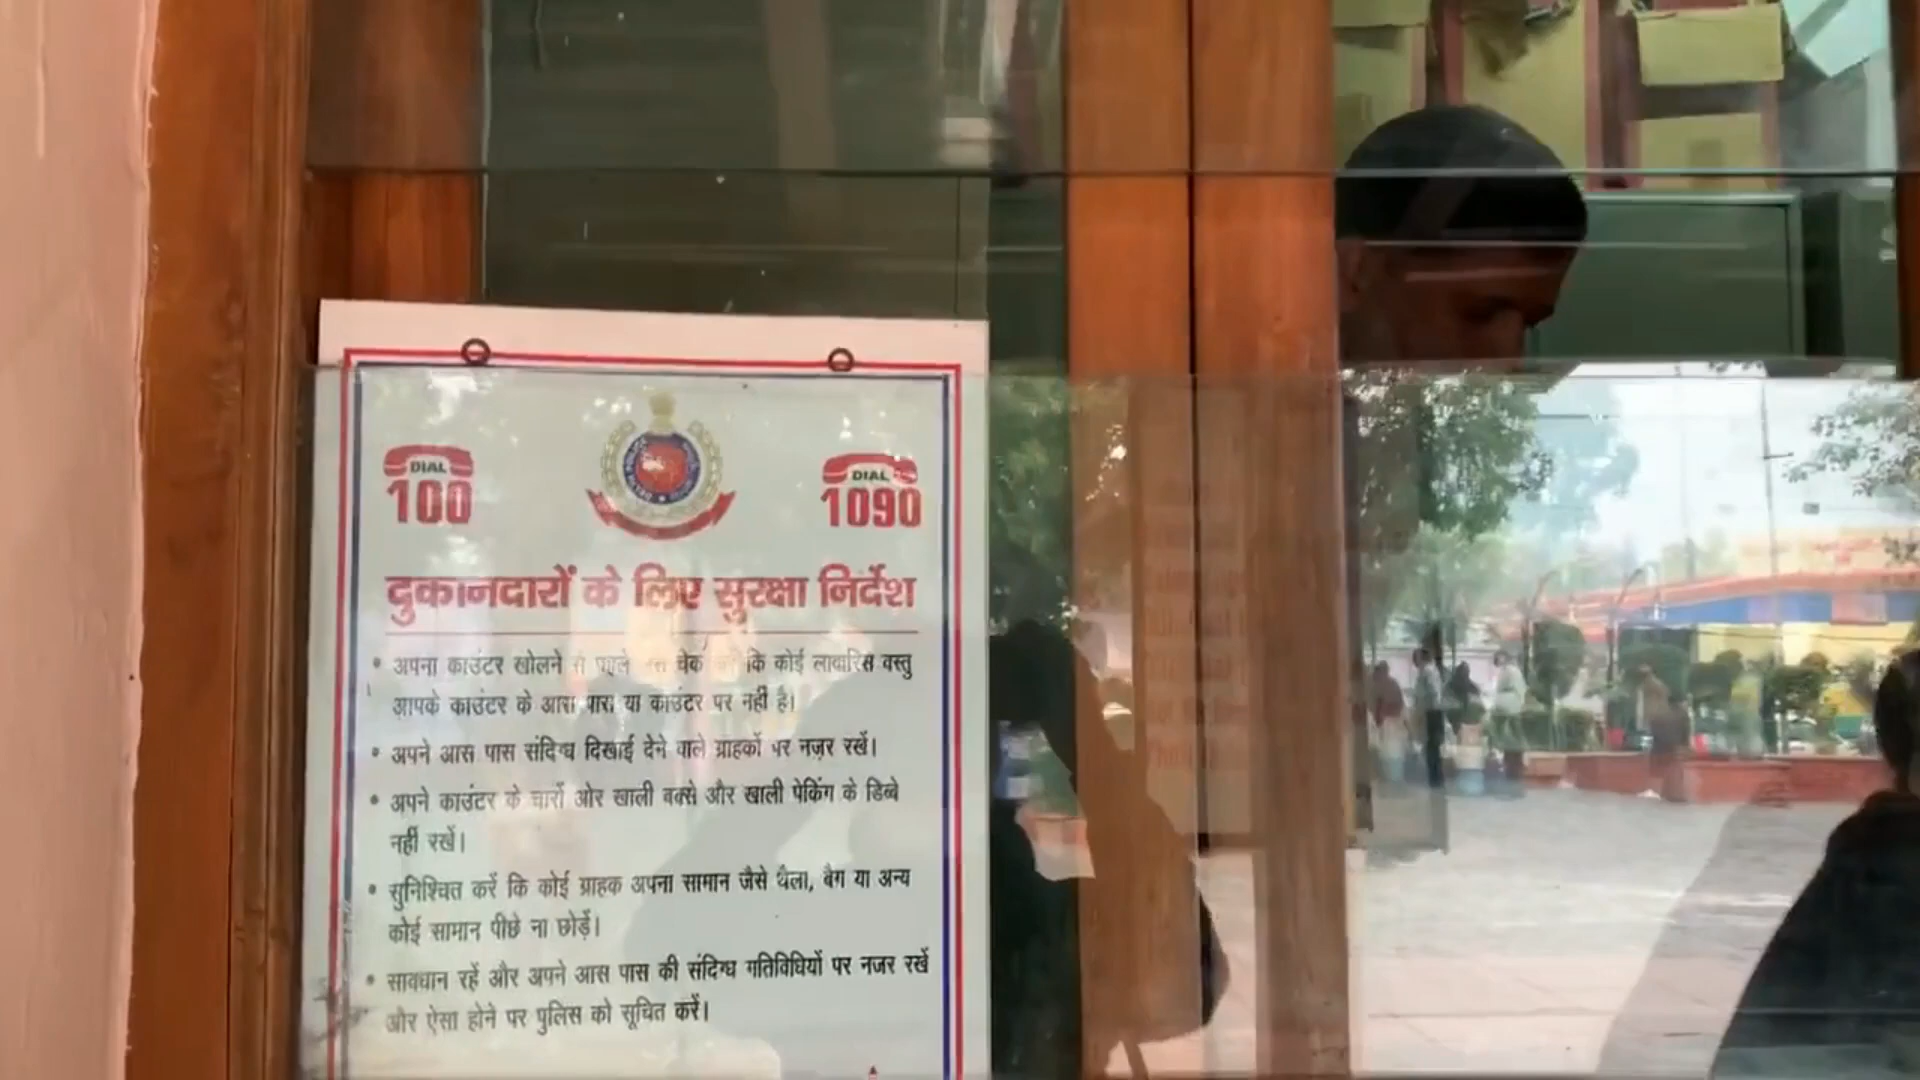 DIAL
100
DIAL
1090
दुकानदारों के लिए सुरक्षा निर्देश
• अपना काउंटर खोलने से पहले चेक करें कि कोई लावारिस वस्तु
आपके काउंटर के आस पास या काउंटर पर नहीं है।
• अपने आस पास संदिग्ध दिखाई देने वाले ग्राहकों पर नज़र रखें।
• अपने काउंटर के चारों ओर खाली बक्से और खाली पेकिंग के डिब्बे
नहीं रखें।
• सुनिश्चित करें कि कोई ग्राहक अपना सामान जैसे थैला, बैग या अन्य
कोई सामान पीछे ना छोड़ें।
• सावधान रहें और अपने आस पास की संदिग्ध गतिविधियों पर नजर रखें
और ऐसा होने पर पुलिस को सूचित करें।